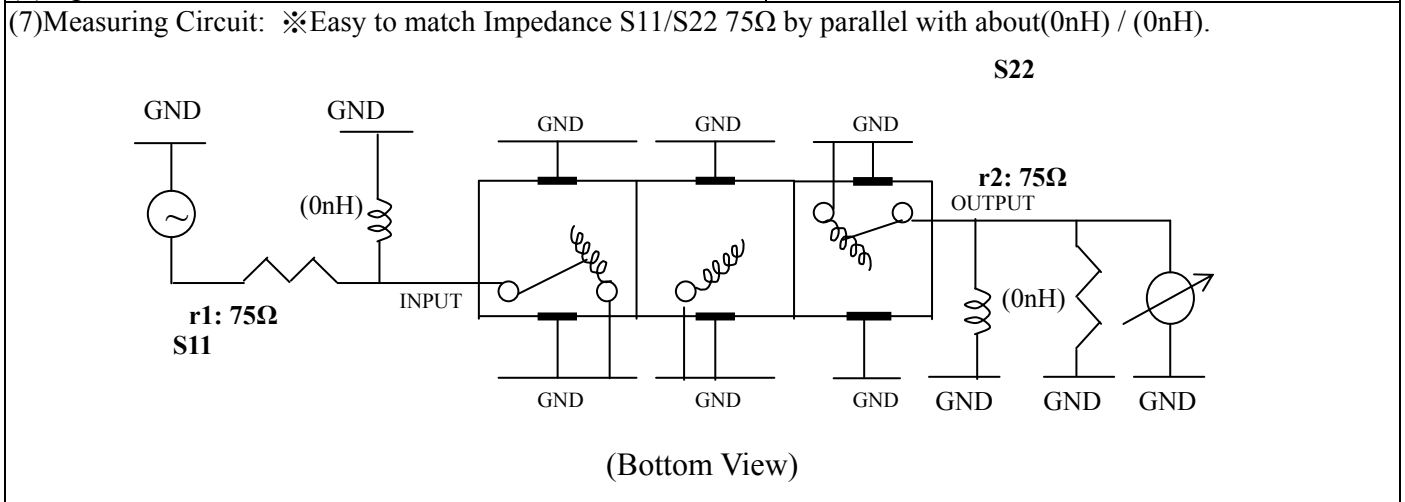 (7)Measuring Circuit: ※Easy to match Impedance S11/S22 75Ω by parallel with about(0nH) / (0nH).
S22
GND
GND
GND
GND
GND
r2: 75Ω
(0nH)
OUTPUT
~
INPUT
(0nH)
r1: 75Ω
S11
GND
GND
GND
GND
GND
GND
(Bottom View)